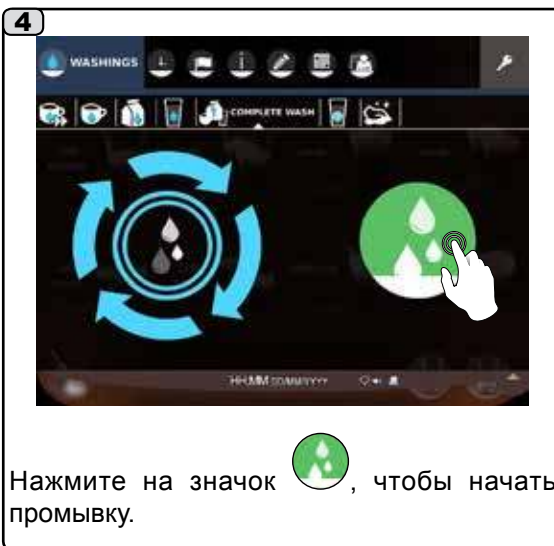 4
WASHINGS
COMPLETE WASH
HH:MM DD/MM/YYYY
Нажмите на значок , чтобы начать
промывку.